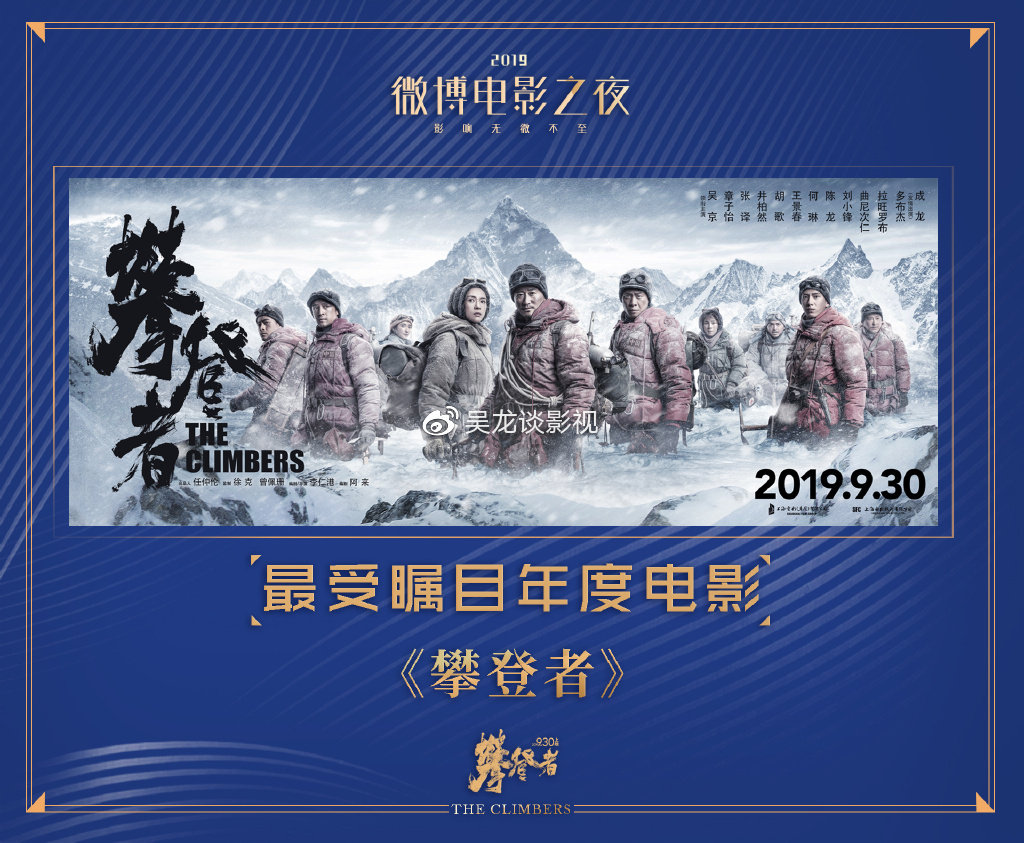 2019
微博电影之夜
影响无微不至
吴京
章子怡
张译
井柏然
胡歌
王景春
何琳
陈龙
刘小锋
曲尼次仁
拉旺罗布
多布杰
成龙
攀登者
THE
CLIMBERS
任仲伦 徐克 曾佩珊 李仁港 阿来
吴龙谈影视
2019.9.30
最受瞩目年度电影
《攀登者》
9.30
攀登者
THE CLIMBERS